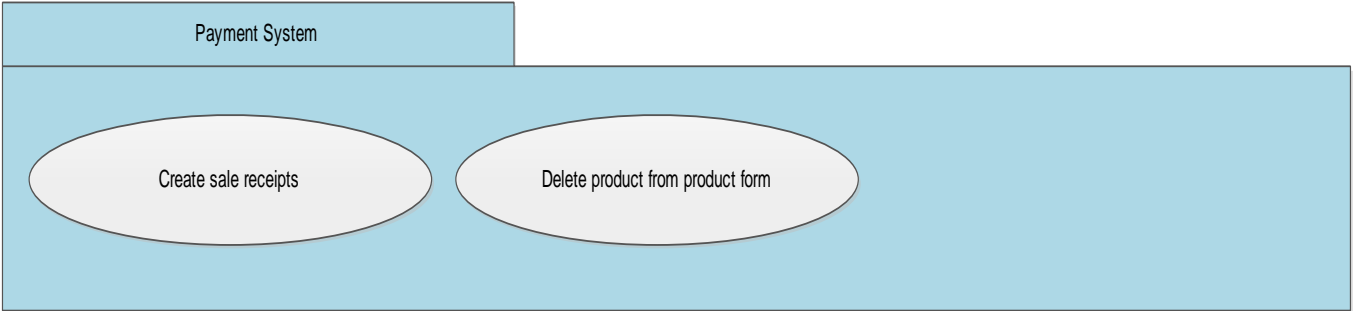 Payment System
Create sale receipts
Delete product from product form